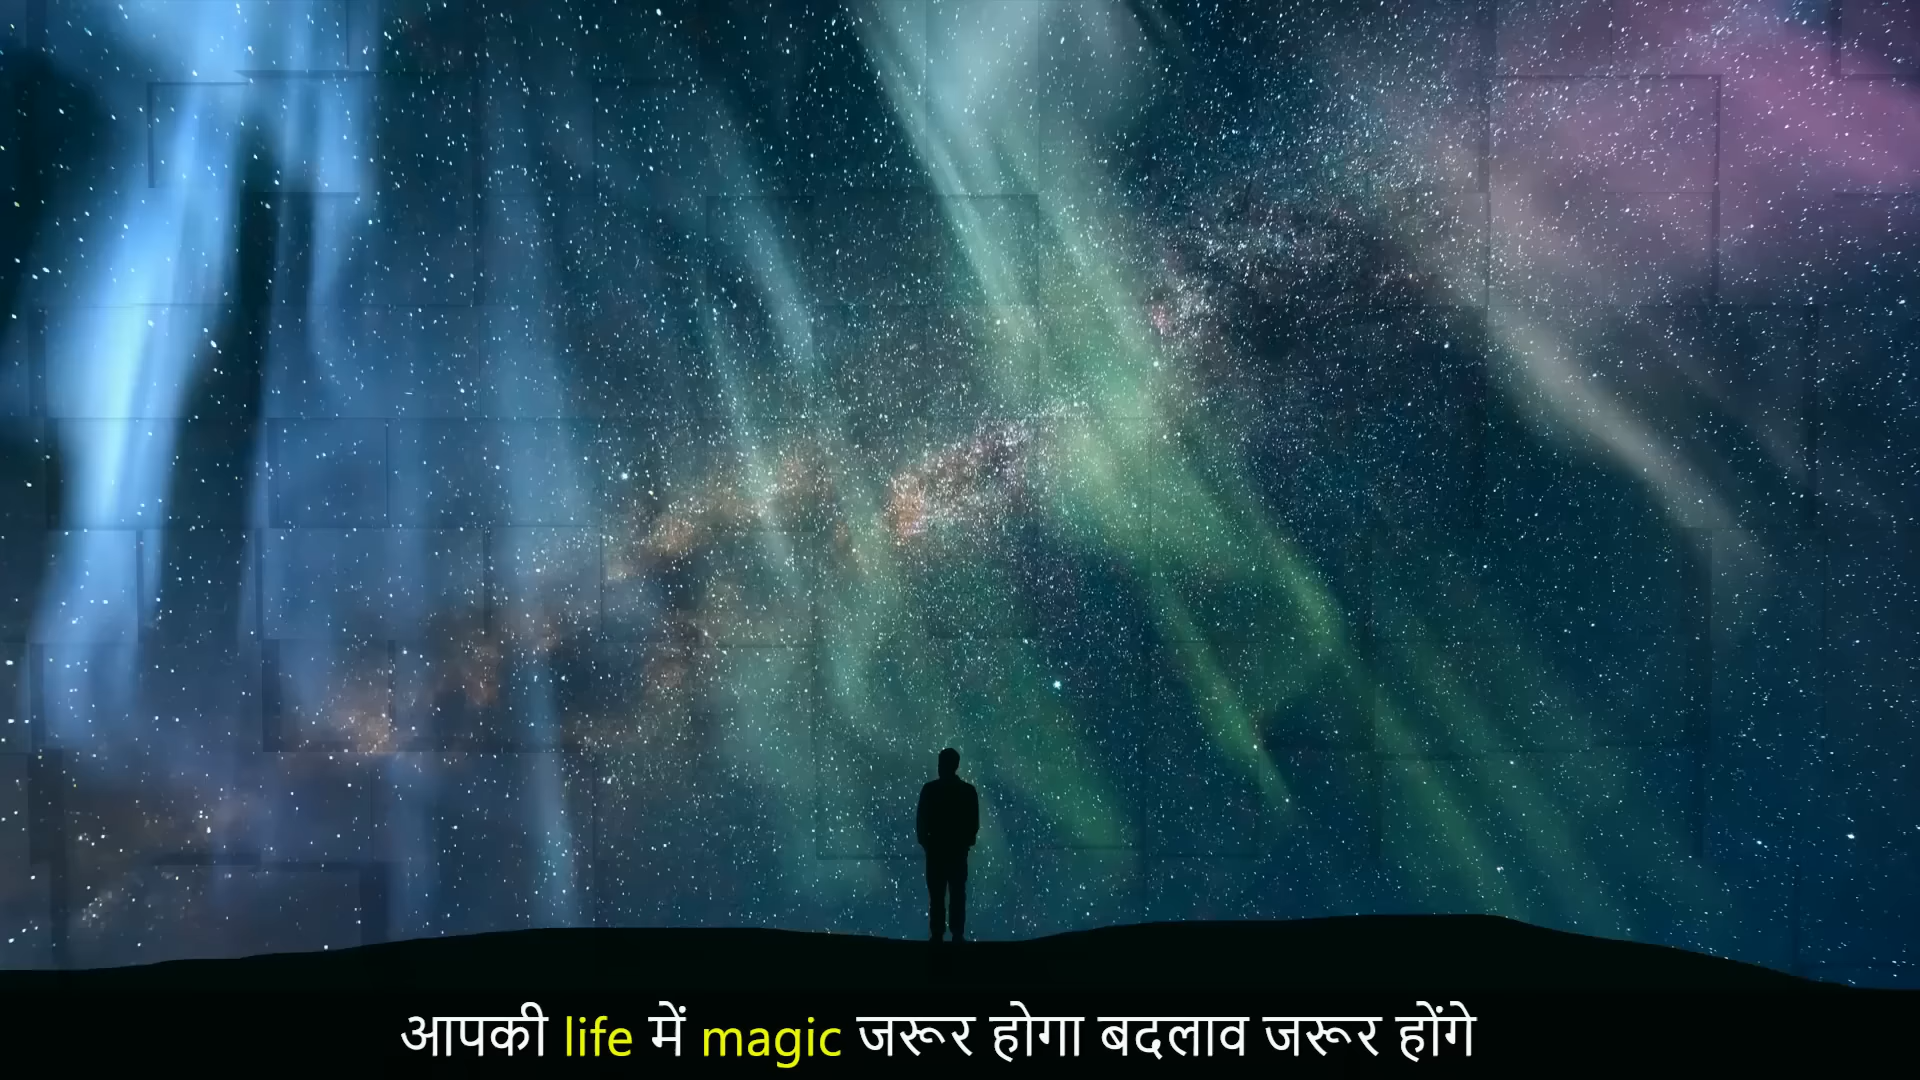 आपकी life में magic जरूर होगा बदलाव जरूर होंगे